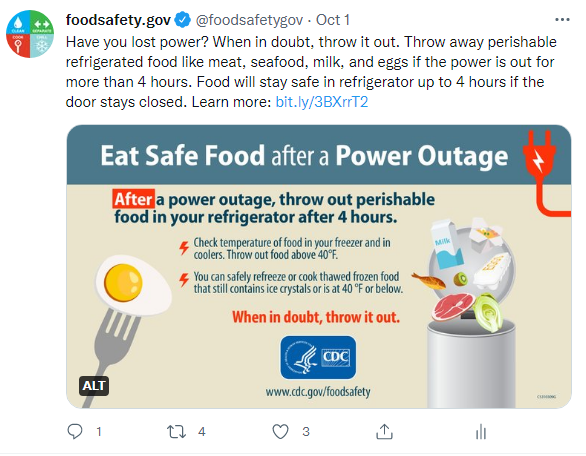 foodsafety.gov @foodsafetygov · Oct 1
Have you lost power? When in doubt, throw it out. Throw away perishable
refrigerated food like meat, seafood, milk, and eggs if the power is out for
more than 4 hours. Food will stay safe in refrigerator up to 4 hours if the
door stays closed. Learn more: bit.ly/3BXrrT2
CLEAN SEPARATE
COOK CHILL
Eat Safe Food after a Power Outage
After a power outage, throw out perishable
food in your refrigerator after 4 hours.
Check temperature of food in your freezer and in
coolers. Throw out food above 40°F.
You can safely refreeze or cook thawed frozen food
that still contains ice crystals or is at 40 °F or below.
When in doubt, throw it out.
Milk
CDC
www.cdc.gov/foodsafety
ALT
1 4 3